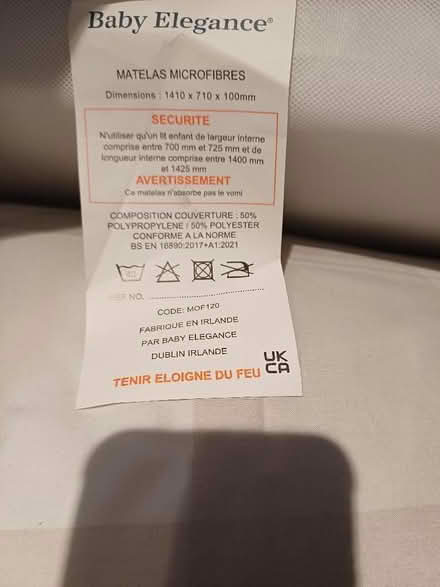 Baby Elegance®
MATELAS MICROFIBRES
Dimensions : 1410 x 710 x 100mm
SECURITE
N'utiliser qu'un lit enfant de largeur interne
comprise entre 700 mm et 725 mm et de
longueur interne comprise entre 1400 mm
et 1425 mm
AVERTISSEMENT
Ce matelas n'absorbe pas le vomi
COMPOSITION COUVERTURE : 50%
POLYPROPYLENE / 50% POLYESTER
CONFORME A LA NORME
BS EN 16890:2017+A1:2021
40
REF NO.
CODE: MOF120
FABRIQUE EN IRLANDE
PAR BABY ELEGANCE
DUBLIN IRLANDE
UK
CA
TENIR ELOIGNE DU FEU